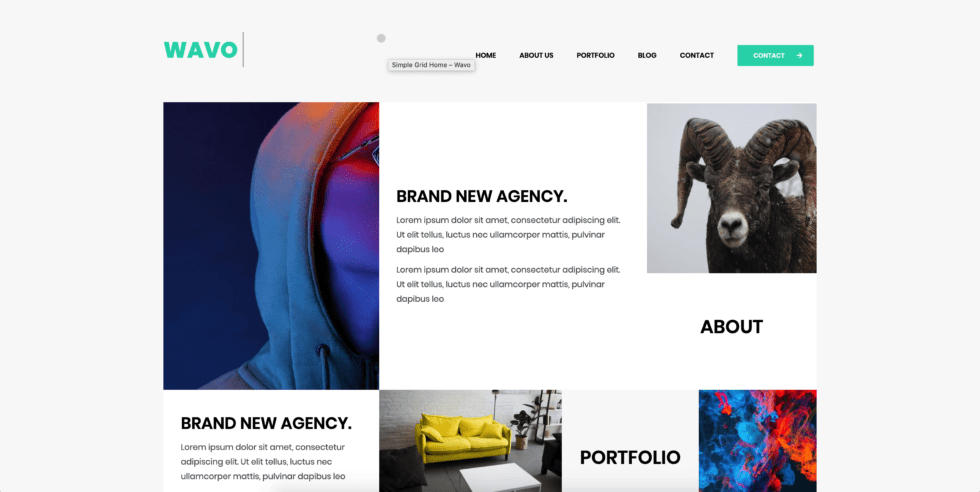 WAVO
HOME
ABOUT US
PORTFOLIO
BLOG
CONTACT
CONTACT →
Simple Grid Home – Wavo
BRAND NEW AGENCY.
Lorem ipsum dolor sit amet, consectetur adipiscing elit.
Ut elit tellus, luctus nec ullamcorper mattis, pulvinar
dapibus leo
Lorem ipsum dolor sit amet, consectetur adipiscing elit.
Ut elit tellus, luctus nec ullamcorper mattis, pulvinar
dapibus leo
ABOUT
BRAND NEW AGENCY.
Lorem ipsum dolor sit amet, consectetur
adipiscing elit. Ut elit tellus, luctus nec
ullamcorper mattis, pulvinar dapibus leo
PORTFOLIO